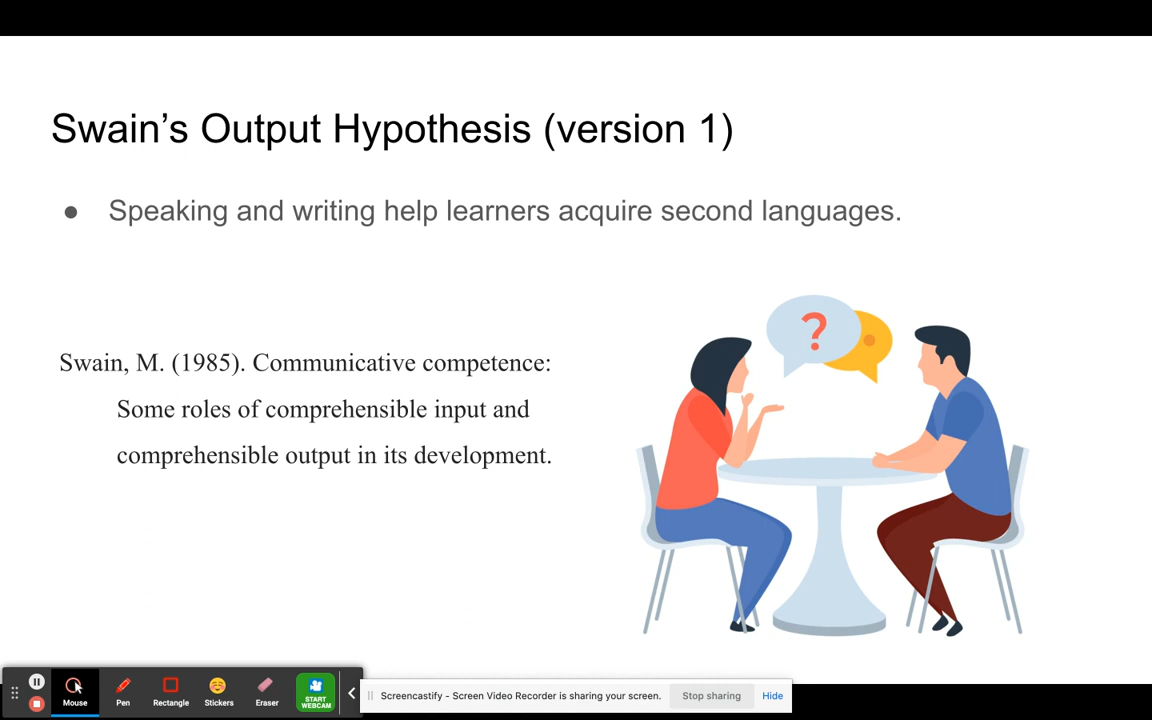 Swain’s Output Hypothesis (version 1)
● Speaking and writing help learners acquire second languages.
?
Swain, M. (1985). Communicative competence:
Some roles of comprehensible input and
comprehensible output in its development.
Mouse
Pen
Rectangle
Stickers
Eraser
START
WEBCAM
Screencastify - Screen Video Recorder is sharing your screen.
Stop sharing
Hide